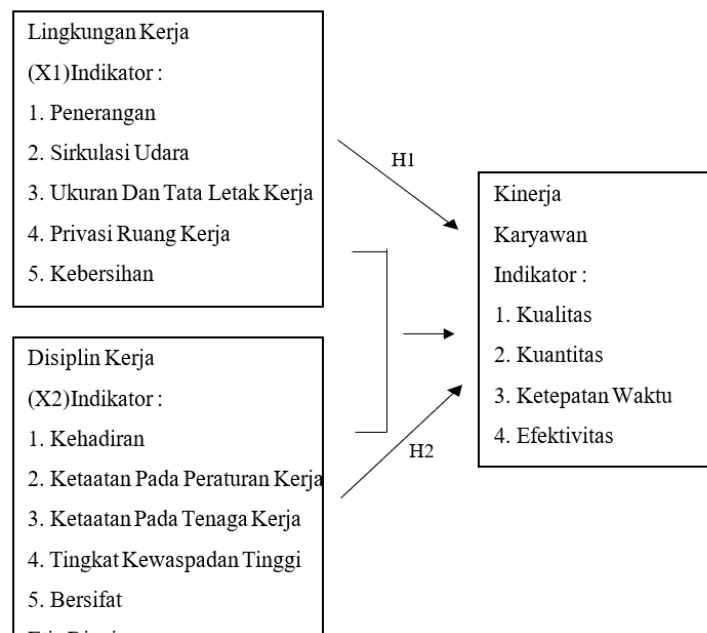 Lingkungan Kerja
(X1)Indikator :
1. Penerangan
2. Sirkulasi Udara
3. Ukuran Dan Tata Letak Kerja
4. Privasi Ruang Kerja
5. Kebersihan
H1
Kinerja
Karyawan
Indikator :
1. Kualitas
2. Kuantitas
3. Ketepatan Waktu
4. Efektivitas
Disiplin Kerja
(X2)Indikator :
1. Kehadiran
2. Ketaatan Pada Peraturan Kerja
3. Ketaatan Pada Tenaga Kerja
4. Tingkat Kewaspadan Tinggi
5. Bersifat
H2